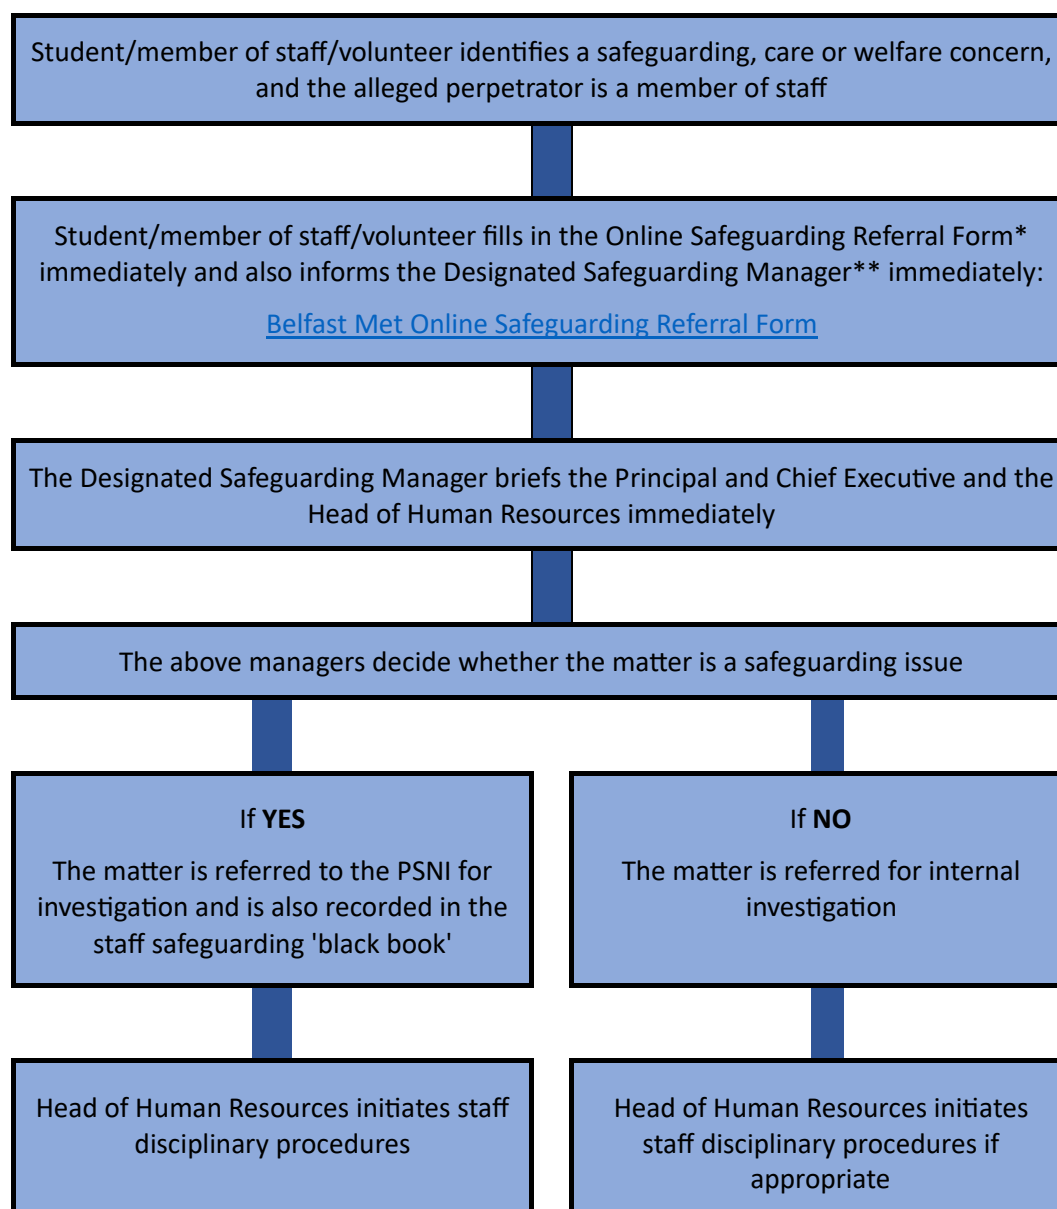 Student/member of staff/volunteer identifies a safeguarding, care or welfare concern,
and the alleged perpetrator is a member of staff
Student/member of staff/volunteer fills in the Online Safeguarding Referral Form*
immediately and also informs the Designated Safeguarding Manager** immediately:
Belfast Met Online Safeguarding Referral Form
The Designated Safeguarding Manager briefs the Principal and Chief Executive and the
Head of Human Resources immediately
The above managers decide whether the matter is a safeguarding issue
If YES
The matter is referred to the PSNI for
investigation and is also recorded in the
staff safeguarding 'black book'
If NO
The matter is referred for internal
investigation
Head of Human Resources initiates staff
disciplinary procedures
Head of Human Resources initiates
staff disciplinary procedures if
appropriate